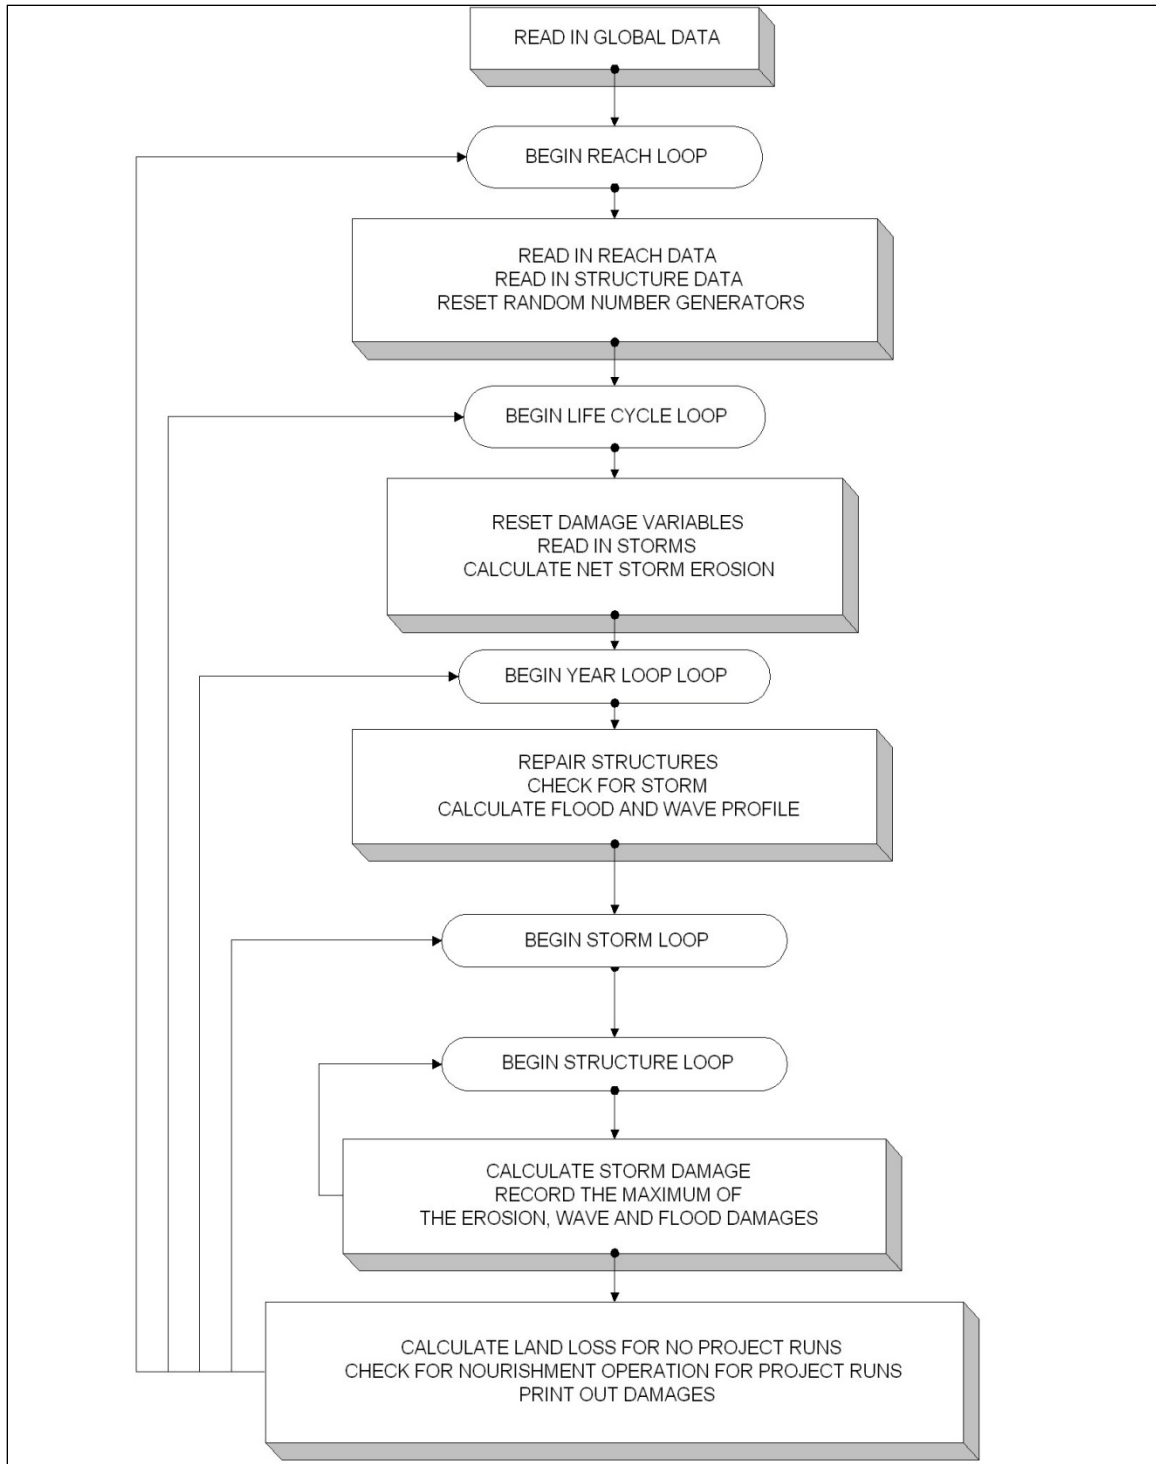 READ IN GLOBAL DATA
BEGIN REACH LOOP
READ IN REACH DATA
READ IN STRUCTURE DATA
RESET RANDOM NUMBER GENERATORS
BEGIN LIFE CYCLE LOOP
RESET DAMAGE VARIABLES
READ IN STORMS
CALCULATE NET STORM EROSION
BEGIN YEAR LOOP LOOP
REPAIR STRUCTURES
CHECK FOR STORM
CALCULATE FLOOD AND WAVE PROFILE
BEGIN STORM LOOP
BEGIN STRUCTURE LOOP
CALCULATE STORM DAMAGE
RECORD THE MAXIMUM OF
THE EROSION, WAVE AND FLOOD DAMAGES
CALCULATE LAND LOSS FOR NO PROJECT RUNS
CHECK FOR NOURISHMENT OPERATION FOR PROJECT RUNS
PRINT OUT DAMAGES